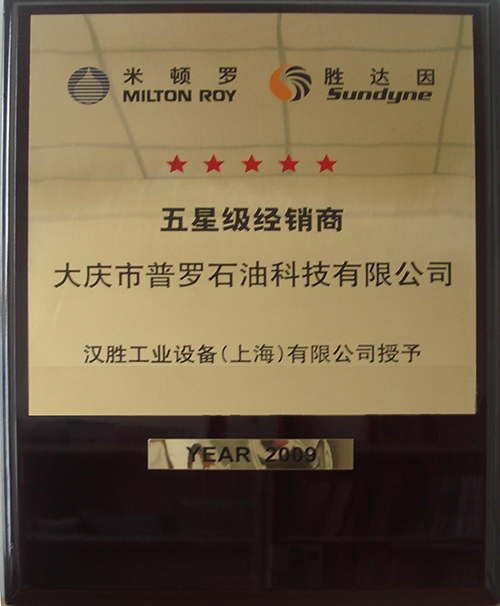 米顿罗 胜达因
MILTON ROY Sundyne
五星级经销商
大庆市普罗石油科技有限公司
汉胜工业设备(上海)有限公司授予
YEAR 2009